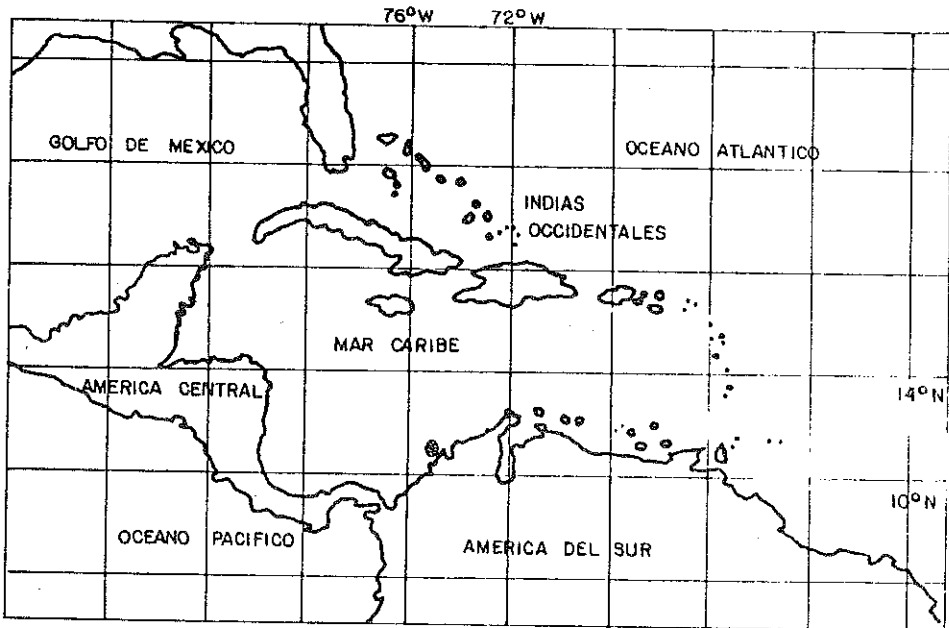 76°W 72°W
GOLFO DE MEXICO
OCEANO ATLANTICO
INDIAS
OCCIDENTALES
MAR CARIBE
AMERICA CENTRAL
14°N
10°N
OCEANO PACIFICO
AMERICA DEL SUR